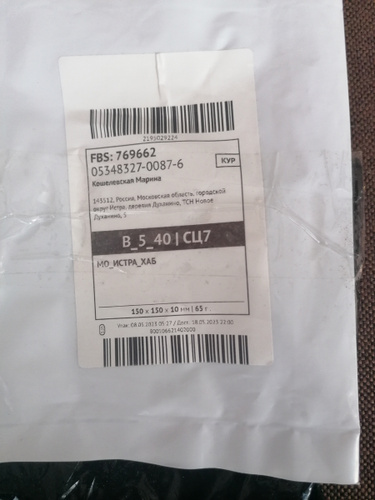 2195029224
FBS: 769662
КУР
05348327-0087-6
Кошелевская Марина
143512, Россия, Московская область, городской
округ Истра, деревня Духанино, ТСН Новое
Духанино, 5
В_5_40 | СЦ7
МО_ИСТРА_ХАБ
150 x 150 x 10 мм | 65 г